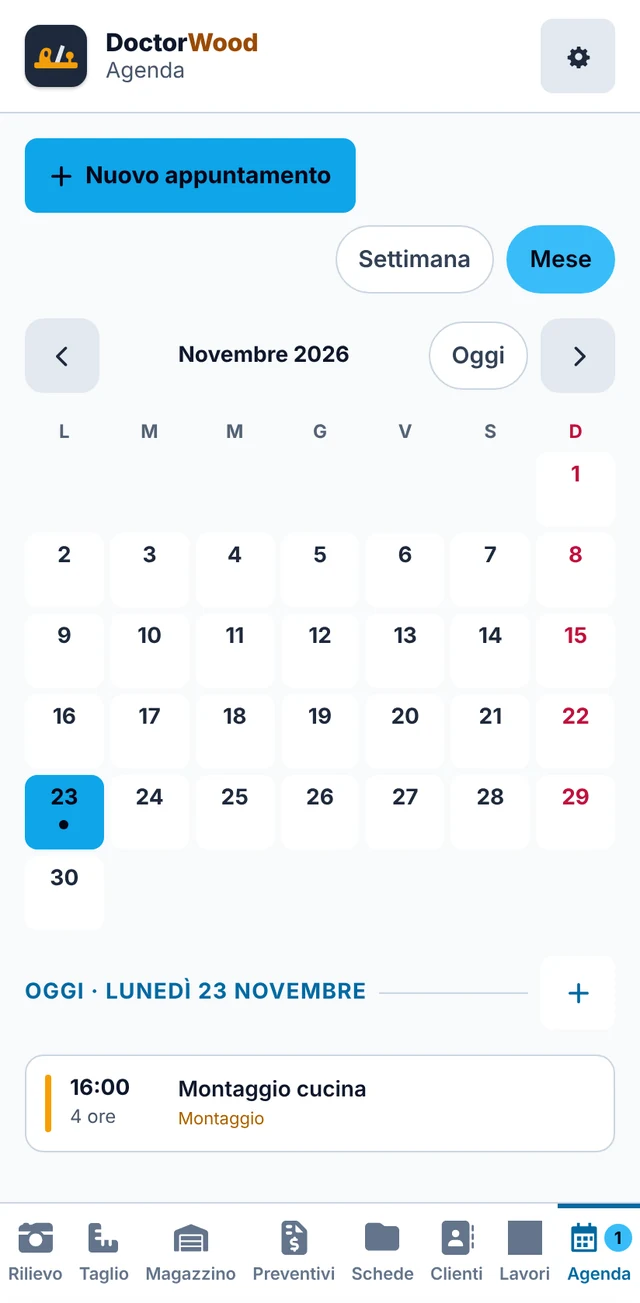 DoctorWood
Agenda
+ Nuovo appuntamento
Settimana Mese
Novembre 2026 Oggi
L M M G V S D
1
2 3 4 5 6 7 8
9 10 11 12 13 14 15
16 17 18 19 20 21 22
23 24 25 26 27 28 29
30
OGGI · LUNEDÌ 23 NOVEMBRE +
16:00 Montaggio cucina
4 ore Montaggio
1
Rilievo Taglio Magazzino Preventivi Schede Clienti Lavori Agenda